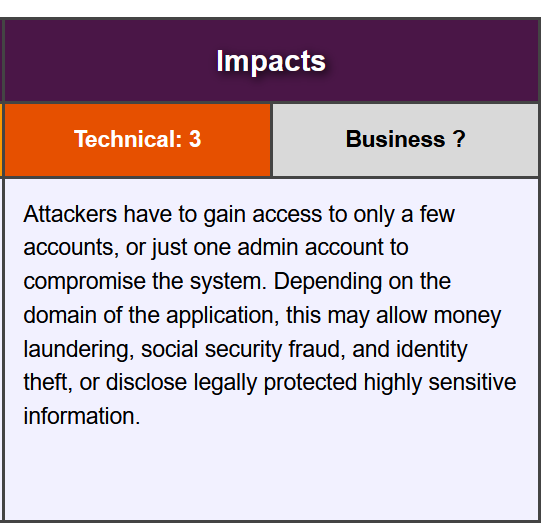 Impacts
Technical: 3
Business ?
Attackers have to gain access to only a few
accounts, or just one admin account to
compromise the system. Depending on the
domain of the application, this may allow money
laundering, social security fraud, and identity
theft, or disclose legally protected highly sensitive
information.